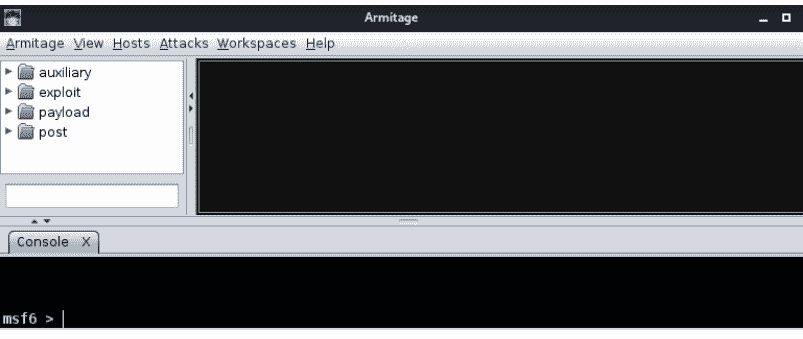 Armitage
Armitage View Hosts Attacks Workspaces Help
auxiliary
exploit
payload
post
Console X
msf6 >